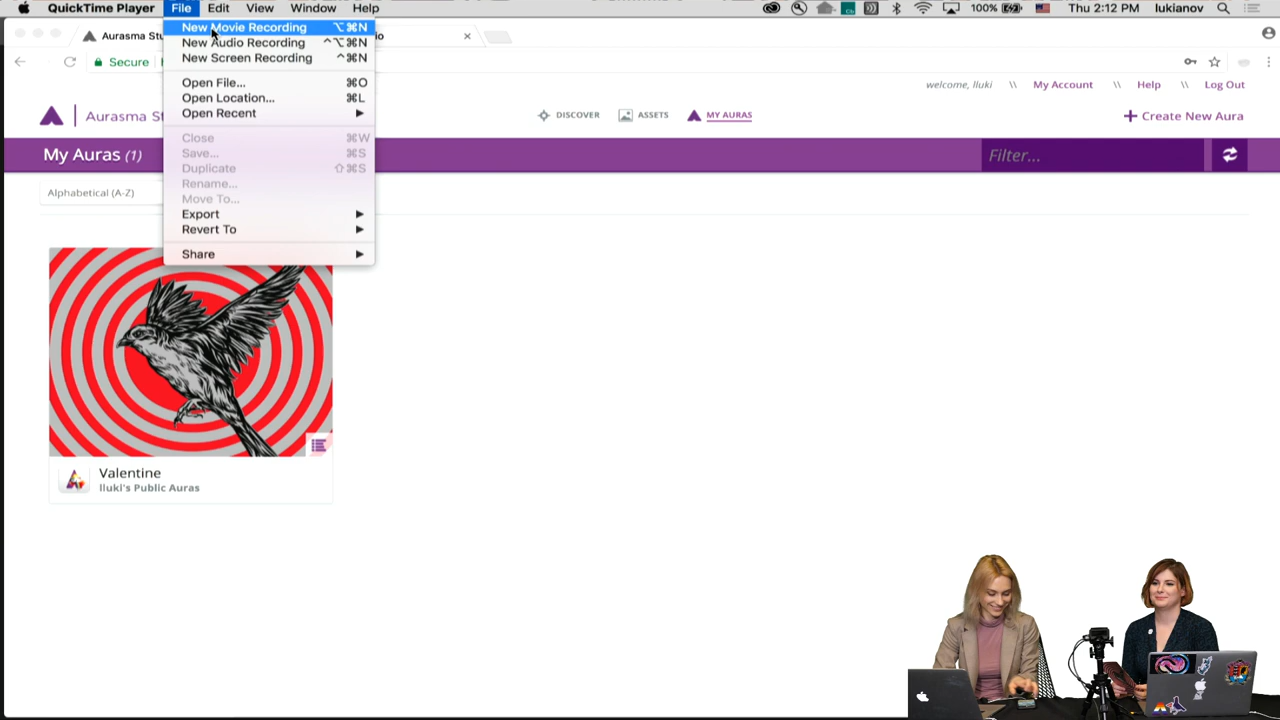 QuickTime Player File Edit View Window Help 100% Thu 2:12 PM lukianov
New Movie Recording ⌥⌘N
New Audio Recording ^⌥⌘N
New Screen Recording ^⌘N
Open File... ⌘O
Open Location... ⌘L
Open Recent
Close ⌘W
Save... ⌘S
Duplicate ⇧⌘S
Rename...
Move To...
Export
Revert To
Share
Aurasma Stu
Secure
welcome, lluki \\ My Account \\ Help \\ Log Out
Aurasma St
DISCOVER ASSETS MY AURAS
Create New Aura
My Auras (1)
Filter...
Alphabetical (A-Z)
Valentine
lluki's Public Auras